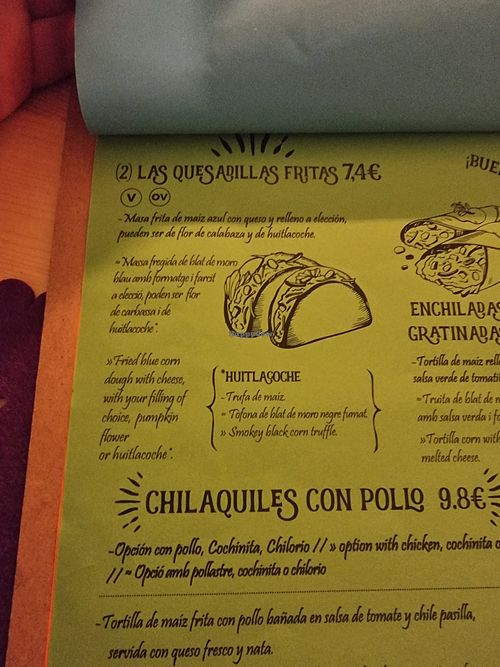 (2) LAS QUESADILLAS FRITAS 7,4€
V OV
-Masa frita de maiz azul con queso y relleno a elección,
pueden ser de flor de calabaza y de huitlacoche.
= Massa fregida de blat de moro
blau amb formatge i farcit
a elecció, poden ser flor
de carbassa i de
huitlacoche*.
» Fried blue corn
dough with cheese,
with your filling of
choice, pumpkin
flower
or huitlacoche*.
*HUITLACOCHE
- Trufa de maiz.
= Tòfona de blat de moro negre fumat.
» Smokey black corn truffle.
¡BUE
ENCHILADAS
GRATINADAS
-Tortilla de maiz rell
salsa verde de tomati
=Truita de blat de m
amb salsa verda i fo
»Tortilla corn with
melted cheese.
CHILAQUILES CON POLLO 9.8€
-Opción con pollo, Cochinita, Chilorio // » option with chicken, cochinita o
// = Opció amb pollastre, cochinita o chilorio
-Tortilla de maiz frita con pollo bañada en salsa de tomate y chile pasilla,
servida con queso fresco y nata.